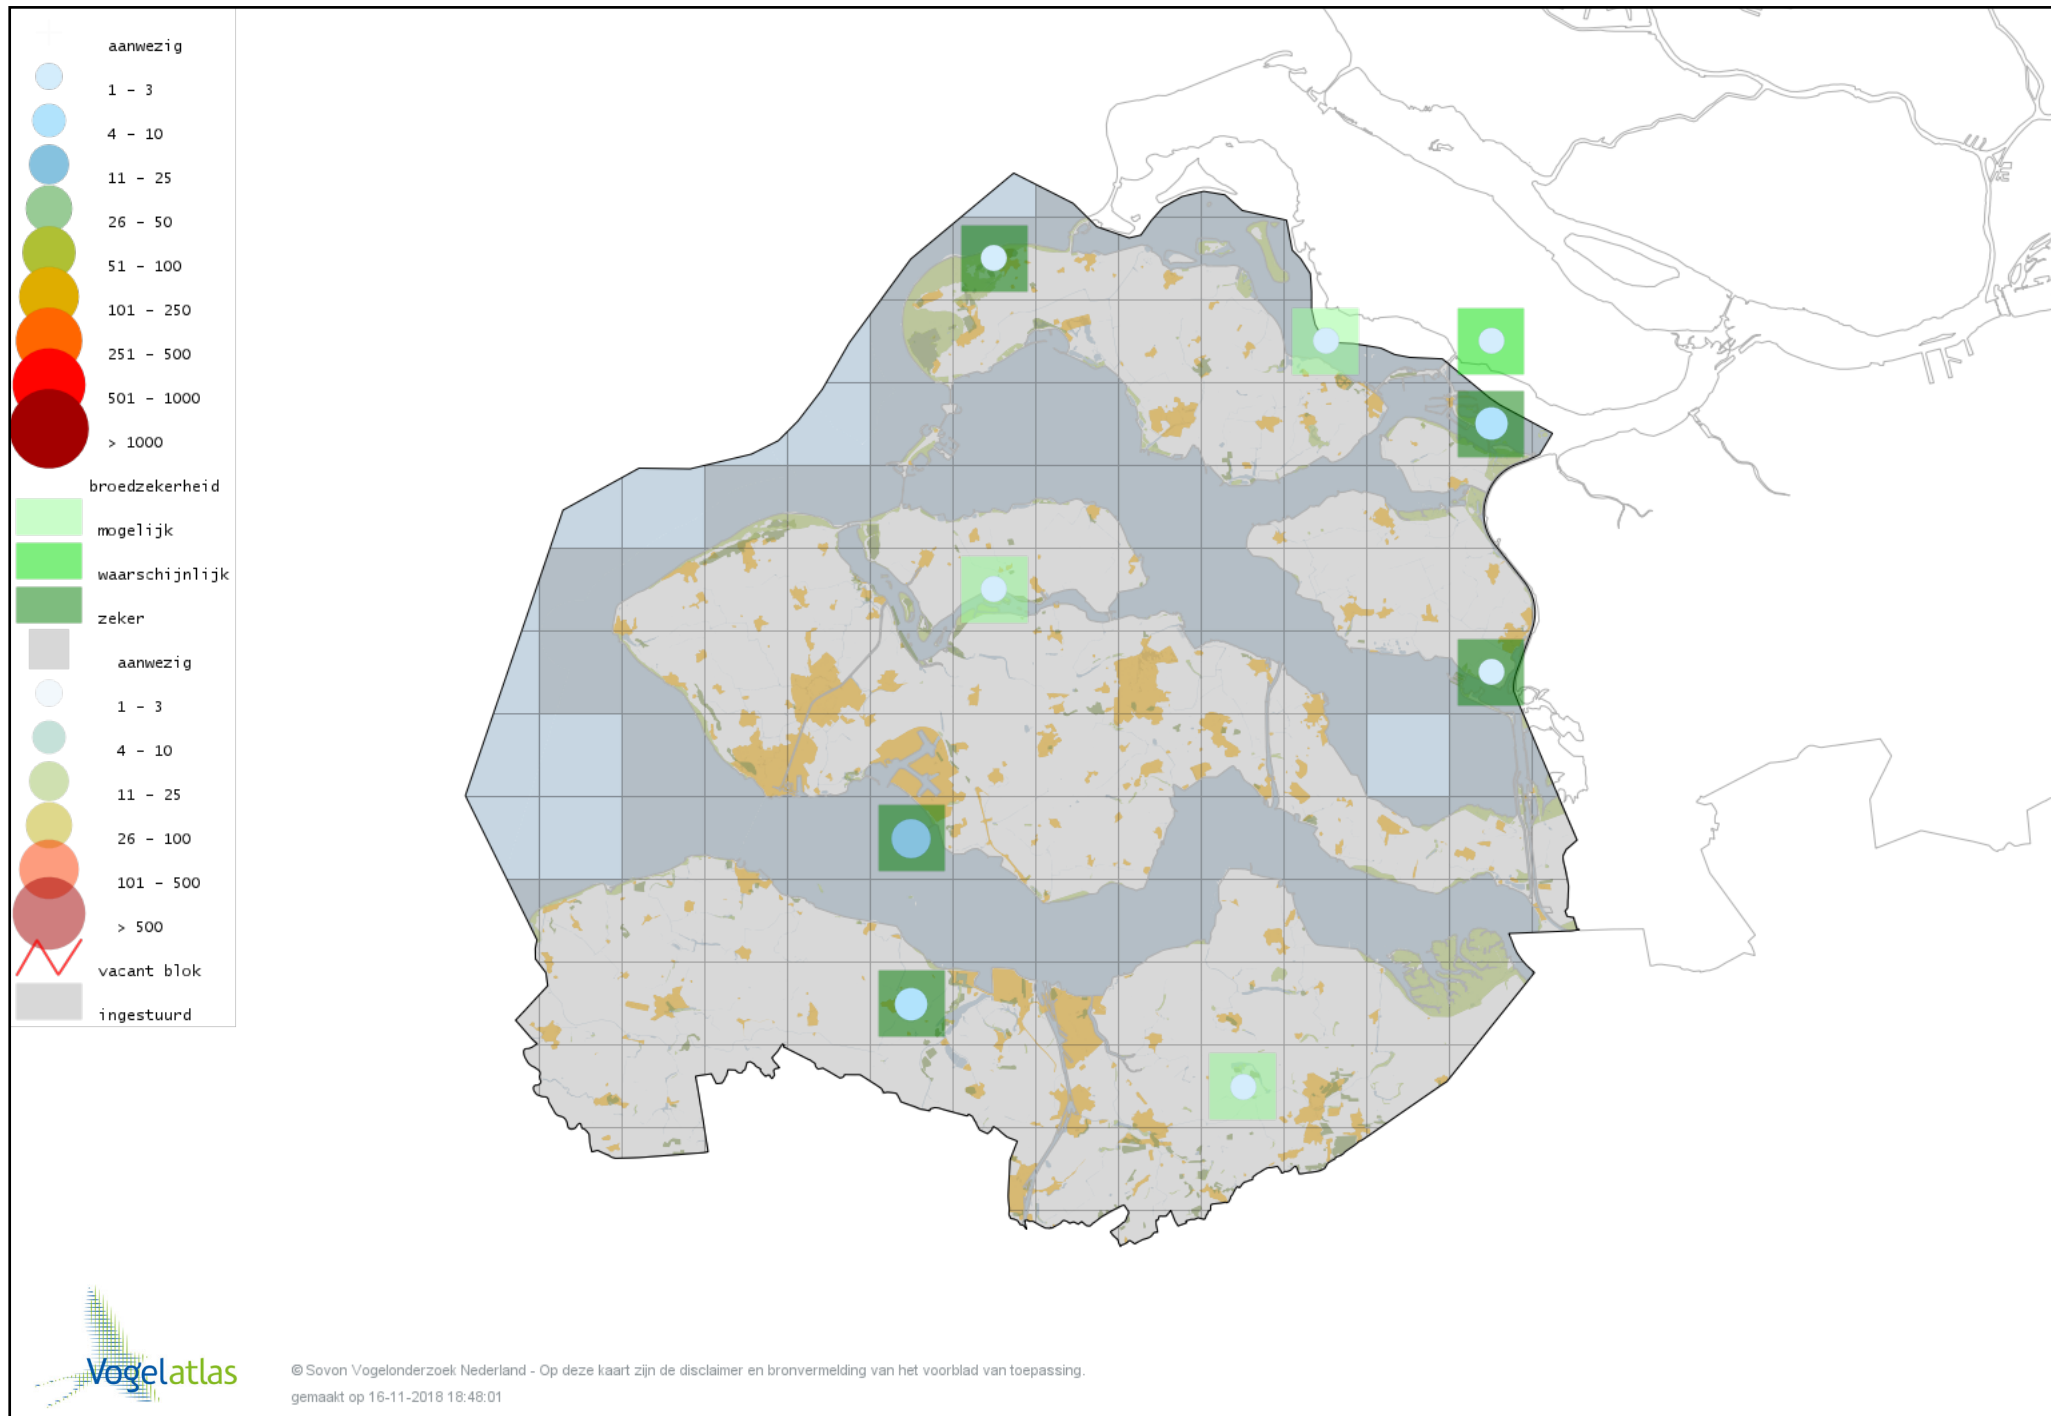 aanwezig
1 - 3
4 - 10
11 - 25
26 - 50
51 - 100
101 - 250
251 - 500
501 - 1000
> 1000
broedzekerheid
mogelijk
waarschijnlijk
zeker
aanwezig
1 - 3
4 - 10
11 - 25
26 - 100
101 - 500
> 500
vacant blok
ingestuurd
Vogelatlas
© Sovon Vogelonderzoek Nederland - Op deze kaart zijn de disclaimer en bronvermelding van het voorblad van toepassing.
gemaakt op 16-11-2018 18:48:01